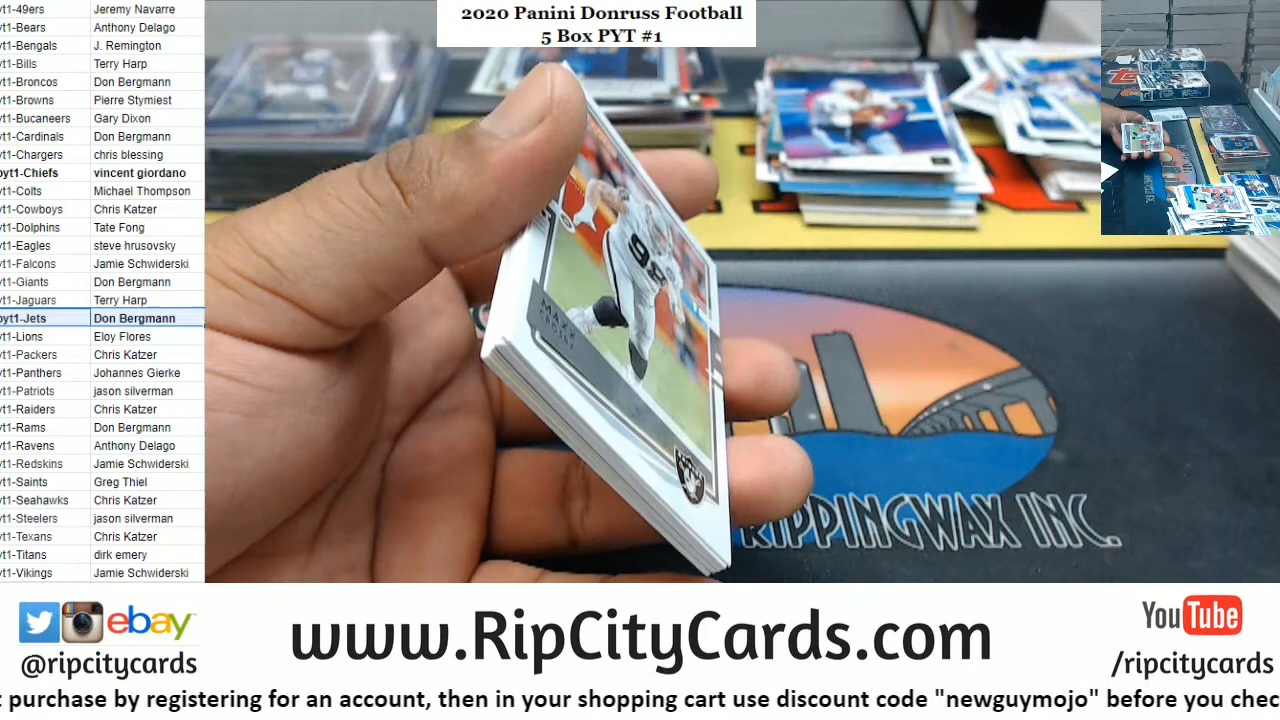 2020 Panini Donruss Football
5 Box PYT #1
yt1-49ers Jeremy Navarre
yt1-Bears Anthony Delago
yt1-Bengals J. Remington
yt1-Bills Terry Harp
yt1-Broncos Don Bergmann
yt1-Browns Pierre Stymiest
yt1-Bucaneers Gary Dixon
yt1-Cardinals Don Bergmann
yt1-Chargers chris blessing
pyt1-Chiefs vincent giordano
yt1-Colts Michael Thompson
yt1-Cowboys Chris Katzer
yt1-Dolphins Tate Fong
yt1-Eagles steve hrusovsky
yt1-Falcons Jamie Schwiderski
yt1-Giants Don Bergmann
yt1-Jaguars Terry Harp
pyt1-Jets Don Bergmann
yt1-Lions Eloy Flores
yt1-Packers Chris Katzer
yt1-Panthers Johannes Gierke
yt1-Patriots jason silverman
yt1-Raiders Chris Katzer
yt1-Rams Don Bergmann
yt1-Ravens Anthony Delago
yt1-Redskins Jamie Schwiderski
yt1-Saints Greg Thiel
yt1-Seahawks Chris Katzer
yt1-Steelers jason silverman
yt1-Texans Chris Katzer
yt1-Titans dirk emery
yt1-Vikings Jamie Schwiderski
98
MAXX
CROSBY
RIPPINGWAX INC.
ebay
@ripcitycards
www.RipCityCards.com
YouTube
/ripcitycards
t purchase by registering for an account, then in your shopping cart use discount code "newguymojo" before you chec